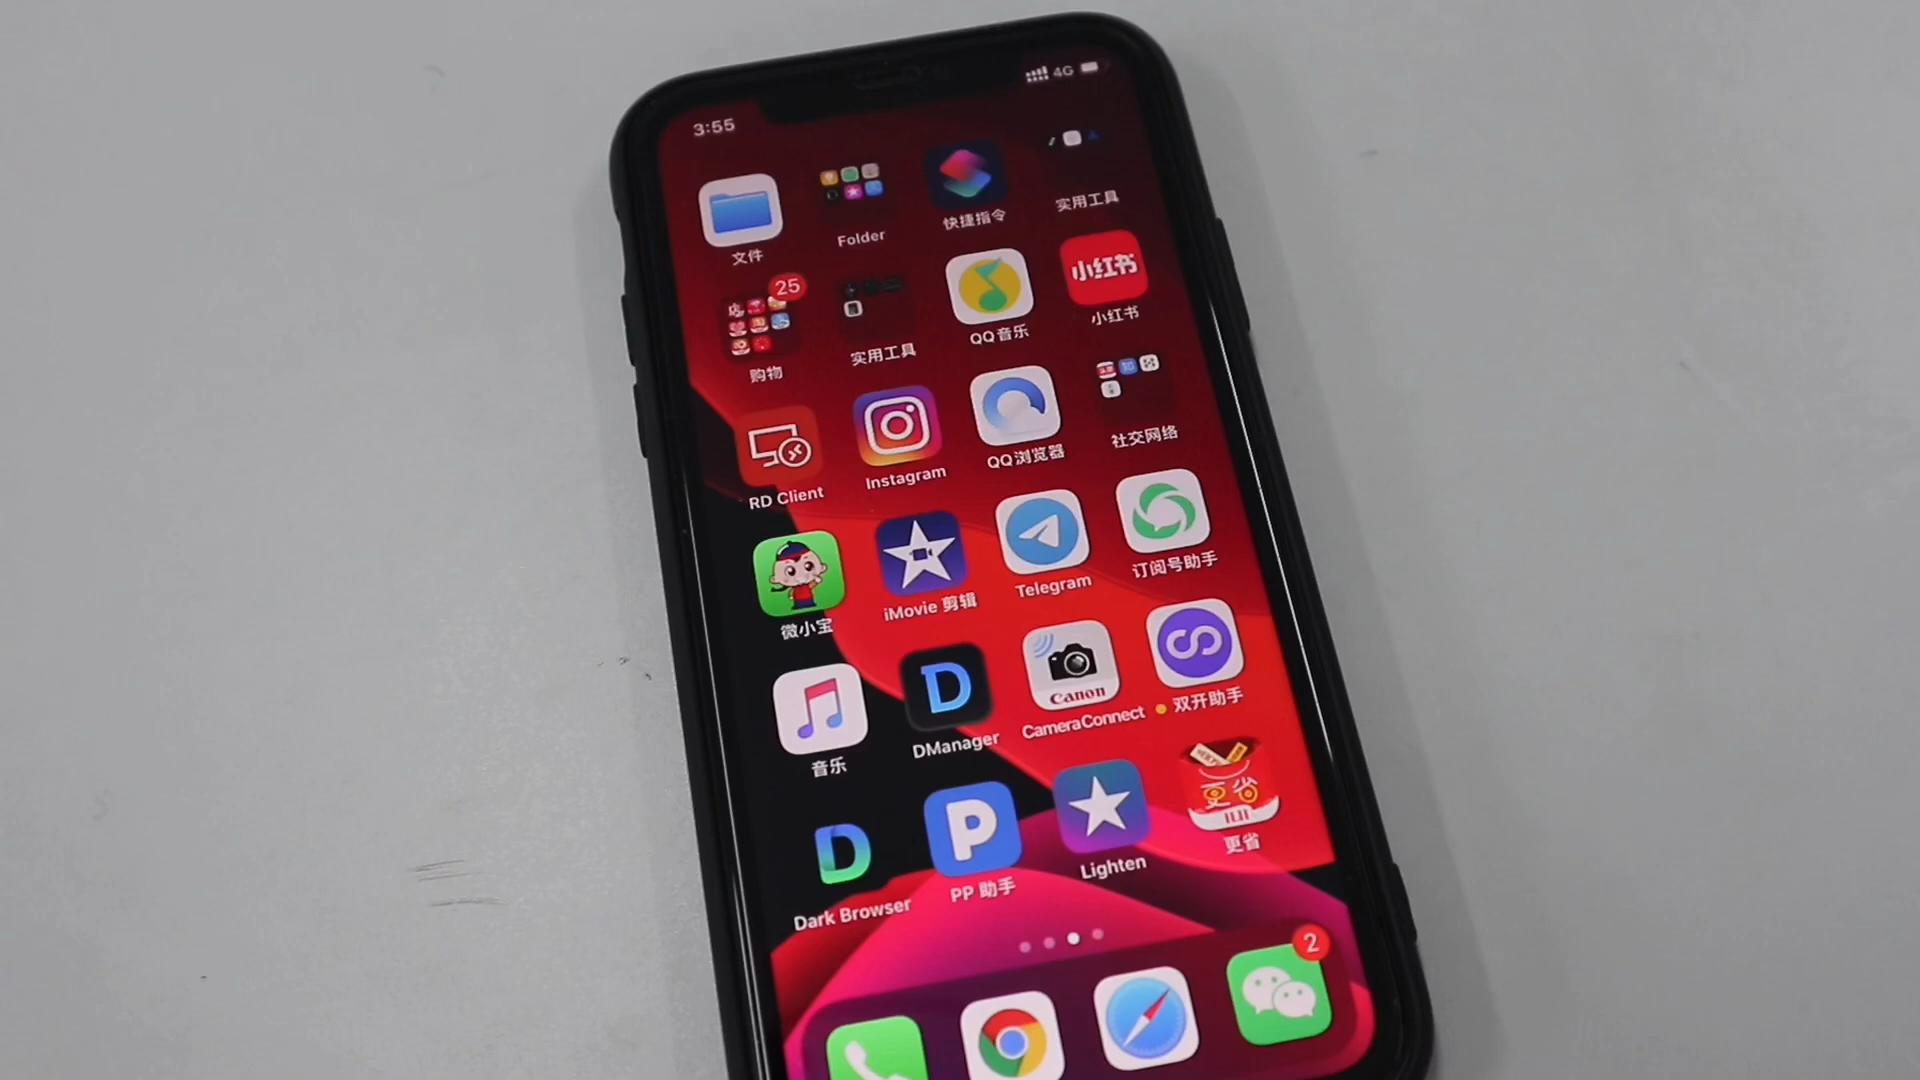 3:55
4G
文件
Folder
快捷指令
实用工具
25
店
购物
实用工具
QQ音乐
小红书
小红书
RD Client
Instagram
QQ浏览器
知
社交网络
微小宝
iMovie 剪辑
Telegram
订阅号助手
音乐
D
DManager
Canon
CameraConnect
双开助手
D
Dark Browser
P
PP 助手
Lighten
更省
更省
2